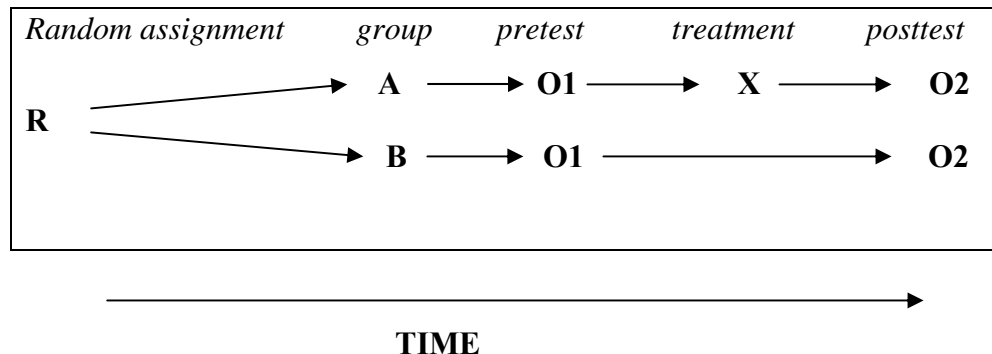 Random assignment group pretest treatment posttest
A O1 X O2
R
B O1 O2
TIME